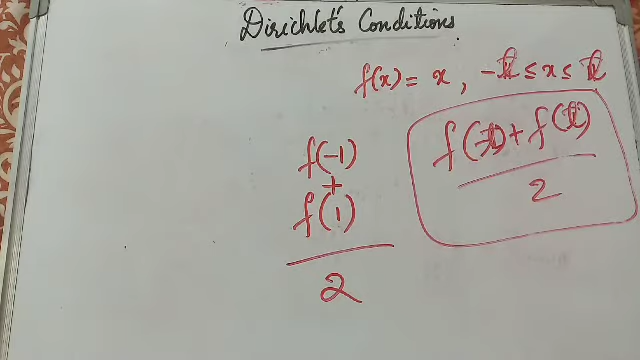 Dirichlet's Conditions
f(x) = x, -π ≤ x ≤ π
f(-π) + f(π)
2
f(-1)
+
f(1)
2